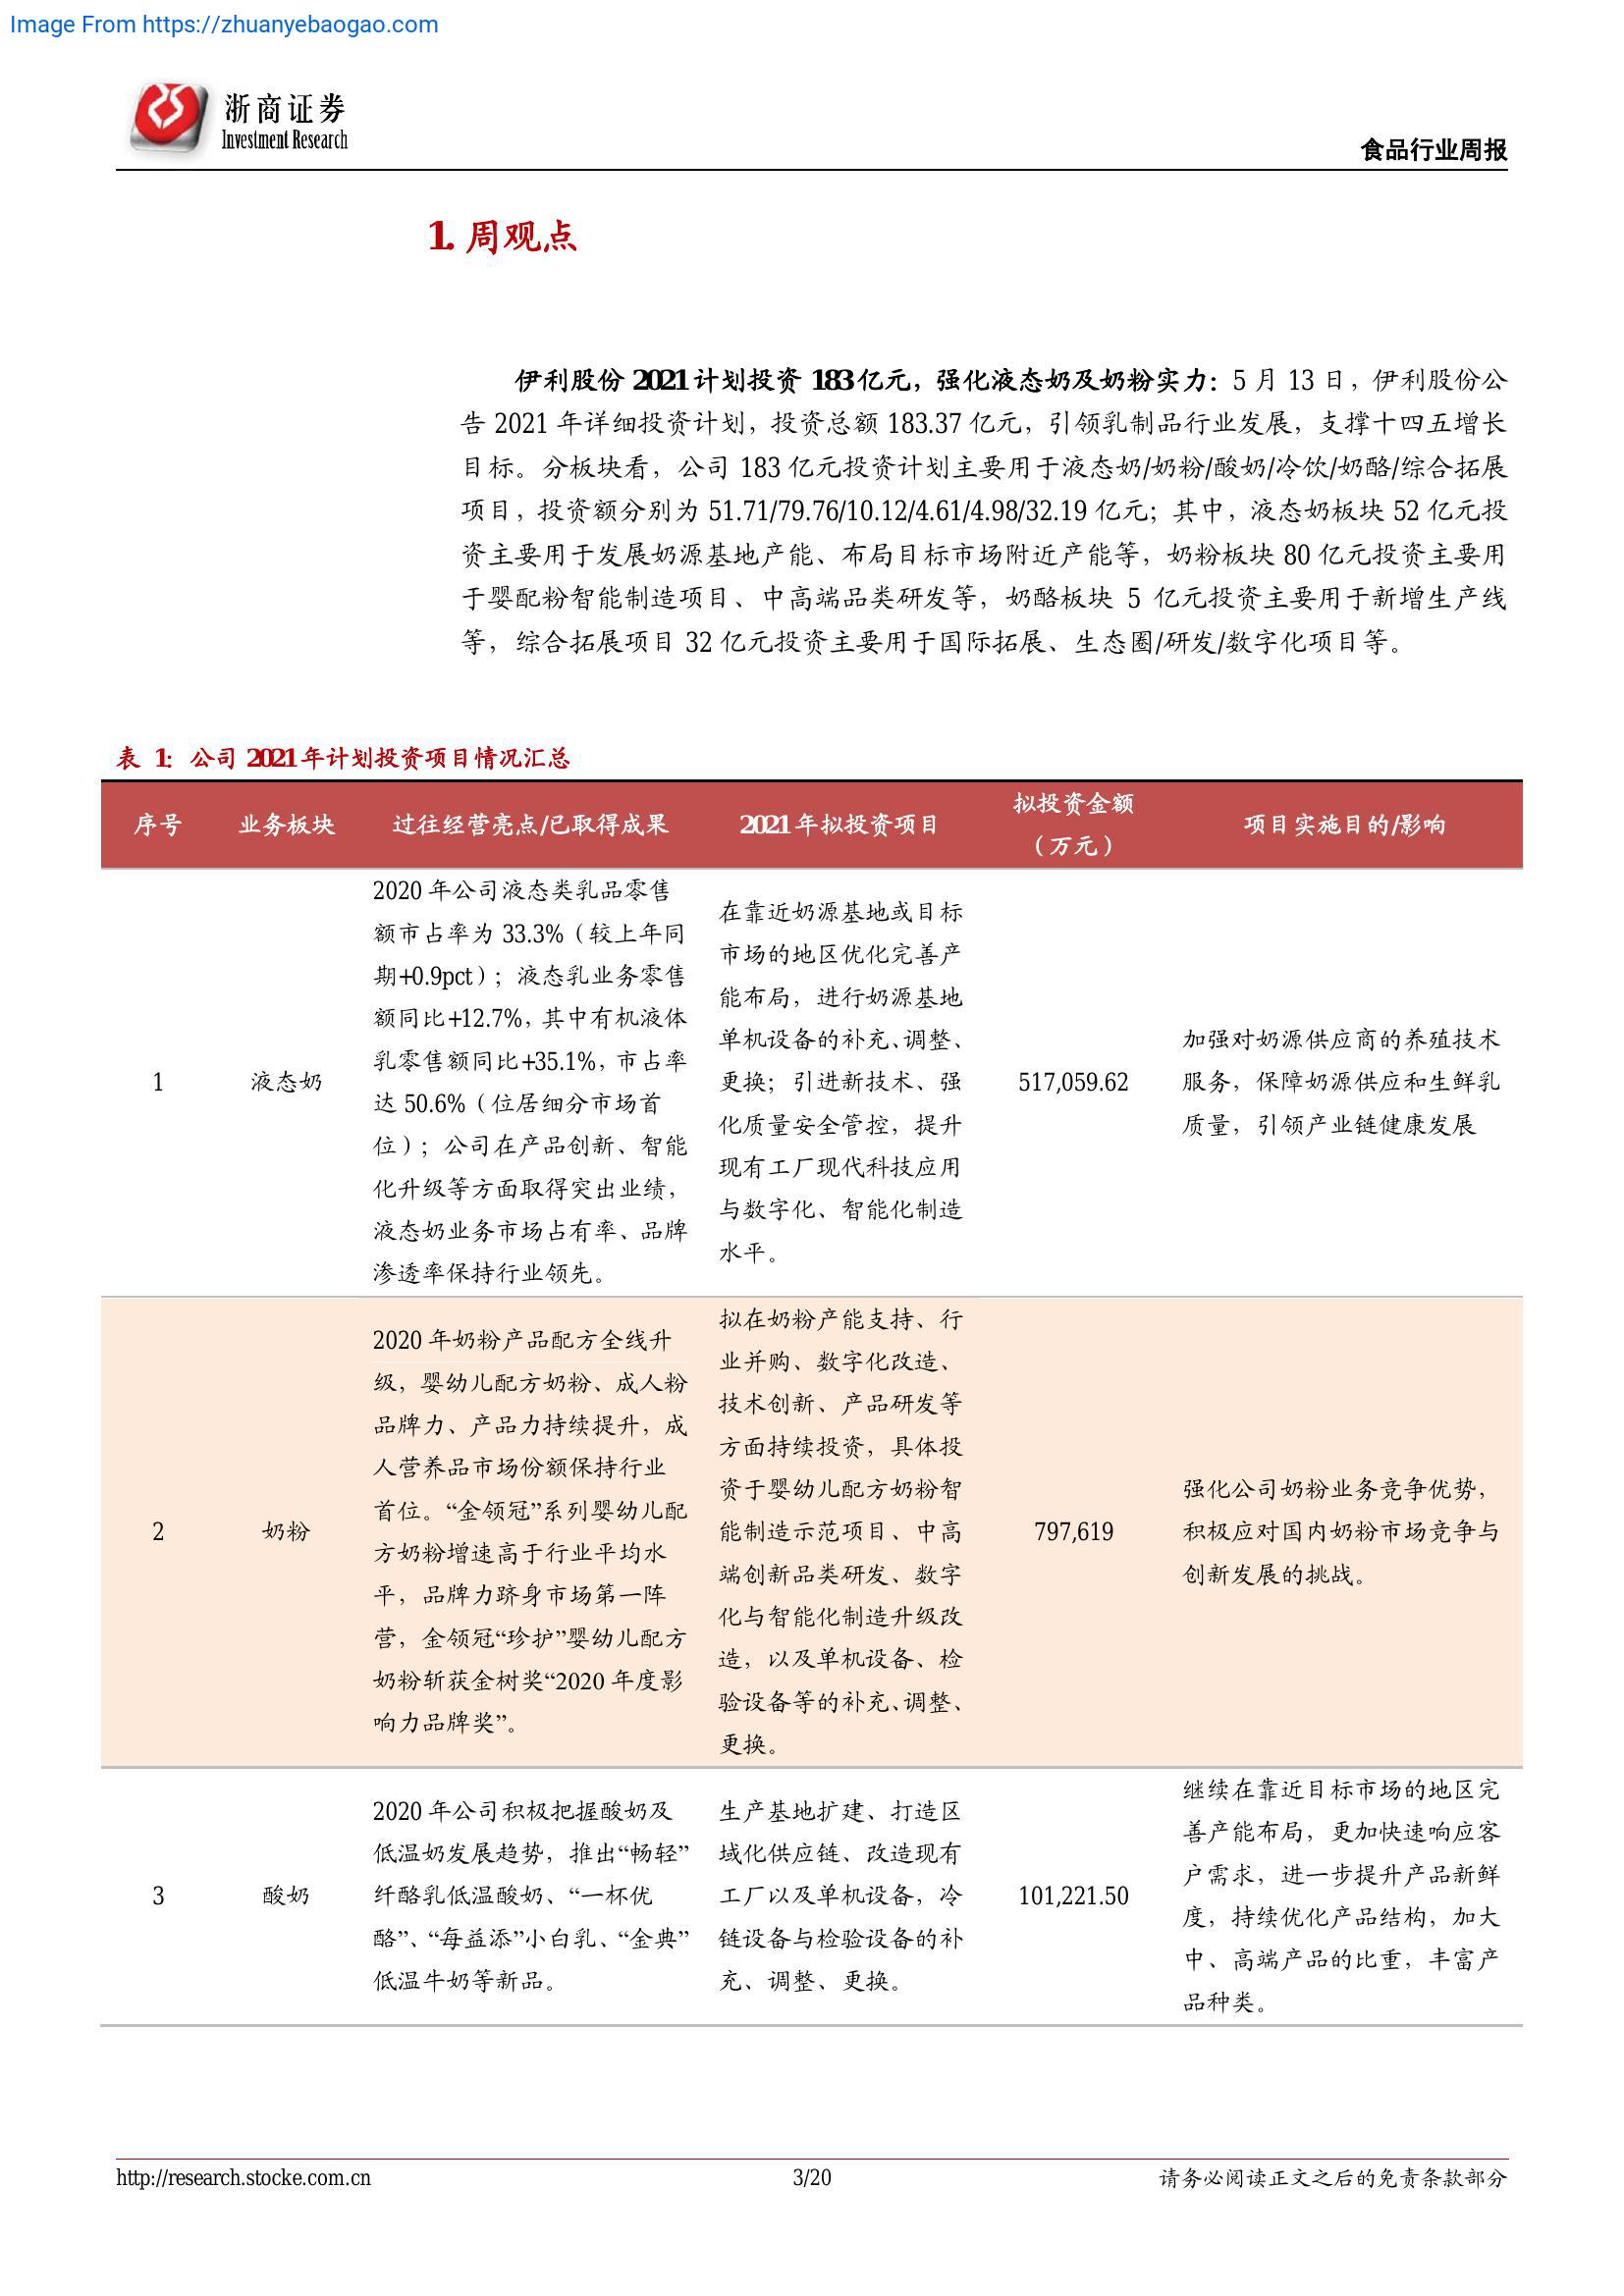 Image From https://zhuanyebaogao.com
浙商证券
Investment Research
食品行业周报
1. 周观点
伊利股份 2021 计划投资 183 亿元，强化液态奶及奶粉实力：5 月 13 日，伊利股份公
告 2021 年详细投资计划，投资总额 183.37 亿元，引领乳制品行业发展，支撑十四五增长
目标。分板块看，公司 183 亿元投资计划主要用于液态奶/奶粉/酸奶/冷饮/奶酪/综合拓展
项目，投资额分别为 51.71/79.76/10.12/4.61/4.98/32.19 亿元；其中，液态奶板块 52 亿元投
资主要用于发展奶源基地产能、布局目标市场附近产能等，奶粉板块 80 亿元投资主要用
于婴配粉智能制造项目、中高端品类研发等，奶酪板块 5 亿元投资主要用于新增生产线
等，综合拓展项目 32 亿元投资主要用于国际拓展、生态圈/研发/数字化项目等。
表 1：公司 2021 年计划投资项目情况汇总
序号
业务板块
过往经营亮点/已取得成果
2021 年拟投资项目
拟投资金额
（万元）
项目实施目的/影响
1
液态奶
2020 年公司液态类乳品零售
额市占率为 33.3%（较上年同
期+0.9pct）；液态乳业务零售
额同比+12.7%，其中有机液体
乳零售额同比+35.1%，市占率
达 50.6%（位居细分市场首
位）；公司在产品创新、智能
化升级等方面取得突出业绩，
液态奶业务市场占有率、品牌
渗透率保持行业领先。
在靠近奶源基地或目标
市场的地区优化完善产
能布局，进行奶源基地
单机设备的补充、调整、
更换；引进新技术、强
化质量安全管控，提升
现有工厂现代科技应用
与数字化、智能化制造
水平。
517,059.62
加强对奶源供应商的养殖技术
服务，保障奶源供应和生鲜乳
质量，引领产业链健康发展
2
奶粉
2020 年奶粉产品配方全线升
级，婴幼儿配方奶粉、成人粉
品牌力、产品力持续提升，成
人营养品市场份额保持行业
首位。“金领冠”系列婴幼儿配
方奶粉增速高于行业平均水
平，品牌力跻身市场第一阵
营，金领冠“珍护”婴幼儿配方
奶粉斩获金树奖“2020 年度影
响力品牌奖”。
拟在奶粉产能支持、行
业并购、数字化改造、
技术创新、产品研发等
方面持续投资，具体投
资于婴幼儿配方奶粉智
能制造示范项目、中高
端创新品类研发、数字
化与智能化制造升级改
造，以及单机设备、检
验设备等的补充、调整、
更换。
797,619
强化公司奶粉业务竞争优势，
积极应对国内奶粉市场竞争与
创新发展的挑战。
3
酸奶
2020 年公司积极把握酸奶及
低温奶发展趋势，推出“畅轻”
纤酪乳低温酸奶、“一杯优
酪”、“每益添”小白乳、“金典”
低温牛奶等新品。
生产基地扩建、打造区
域化供应链、改造现有
工厂以及单机设备，冷
链设备与检验设备的补
充、调整、更换。
101,221.50
继续在靠近目标市场的地区完
善产能布局，更加快速响应客
户需求，进一步提升产品新鲜
度，持续优化产品结构，加大
中、高端产品的比重，丰富产
品种类。
http://research.stocke.com.cn
3/20
请务必阅读正文之后的免责条款部分